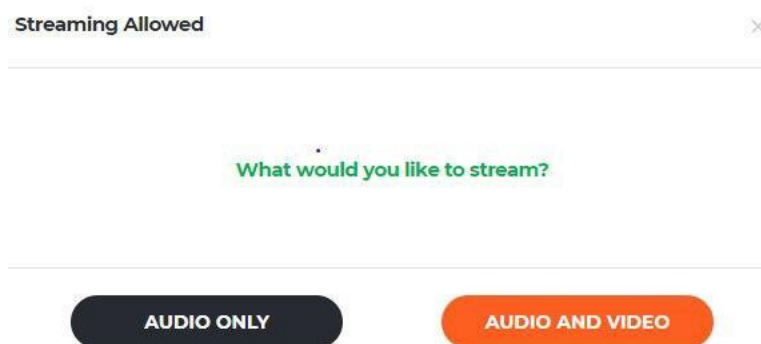 Streaming Allowed
What would you like to stream?
AUDIO ONLY
AUDIO AND VIDEO